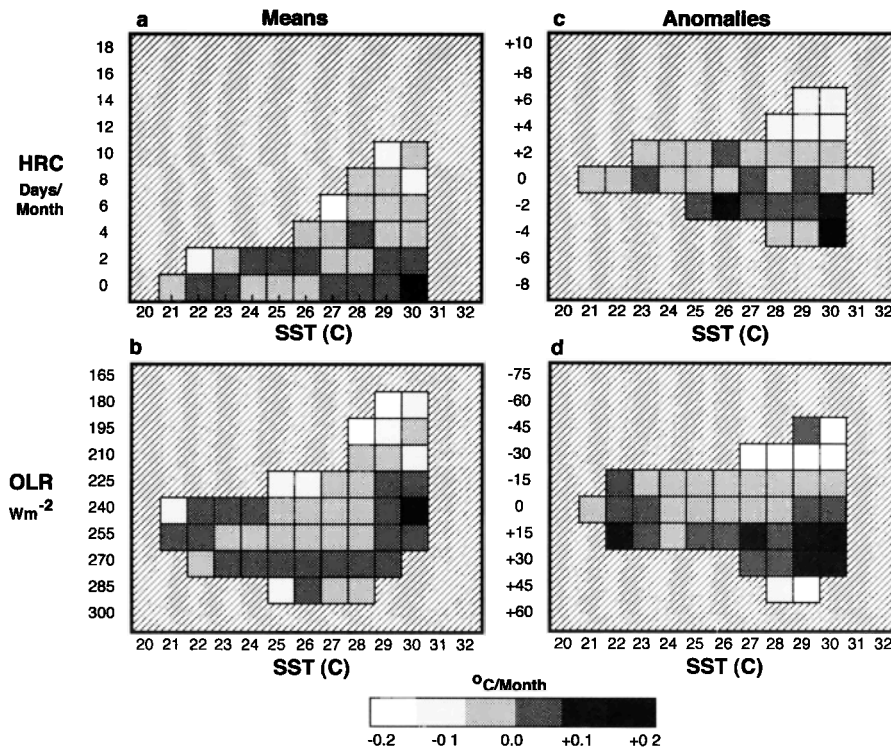 a Means c Anomalies
18
16
14
12
10
8
6
4
2
0
HRC
Days/
Month
20 21 22 23 24 25 26 27 28 29 30 31 32
SST (C)
+10
+8
+6
+4
+2
0
-2
-4
-6
-8
20 21 22 23 24 25 26 27 28 29 30 31 32
SST (C)
b
165
180
195
210
225
240
255
270
285
300
OLR
Wm-2
20 21 22 23 24 25 26 27 28 29 30 31 32
SST (C)
d
-75
-60
-45
-30
-15
0
+15
+30
+45
+60
20 21 22 23 24 25 26 27 28 29 30 31 32
SST (C)
oC/Month
-0.2 -0 1 0.0 +0.1 +0 2